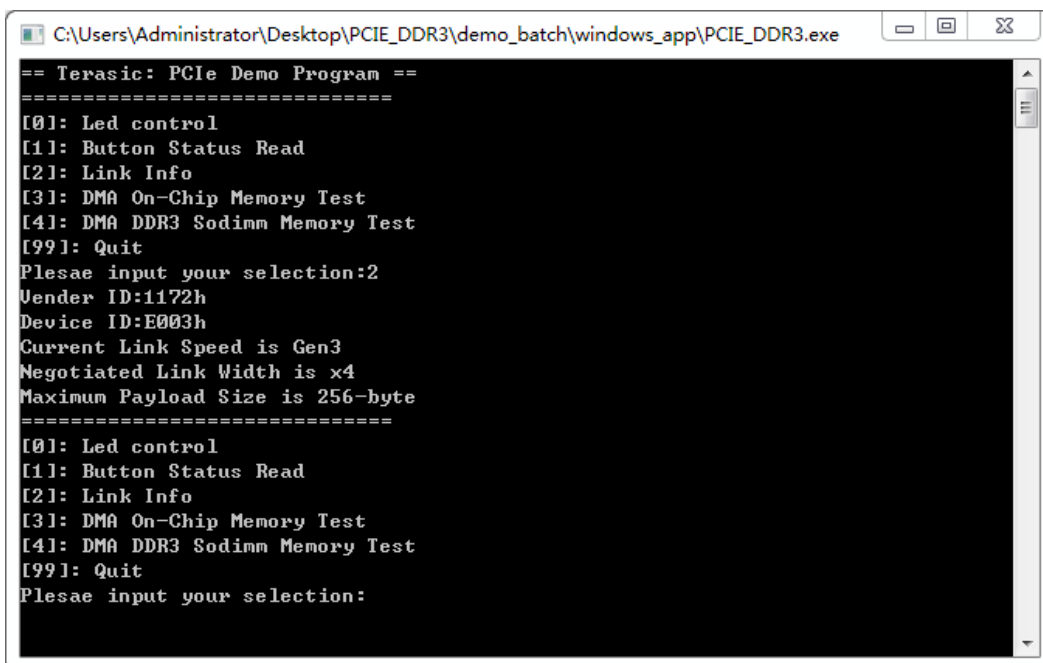 C:\Users\Administrator\Desktop\PCIE_DDR3\demo_batch\windows_app\PCIE_DDR3.exe
== Terasic: PCIe Demo Program ==
==============================
[0]: Led control
[1]: Button Status Read
[2]: Link Info
[3]: DMA On-Chip Memory Test
[4]: DMA DDR3 Sodimm Memory Test
[99]: Quit
Plesae input your selection:2
Vender ID:1172h
Device ID:E003h
Current Link Speed is Gen3
Negotiated Link Width is x4
Maximum Payload Size is 256-byte
==============================
[0]: Led control
[1]: Button Status Read
[2]: Link Info
[3]: DMA On-Chip Memory Test
[4]: DMA DDR3 Sodimm Memory Test
[99]: Quit
Plesae input your selection: